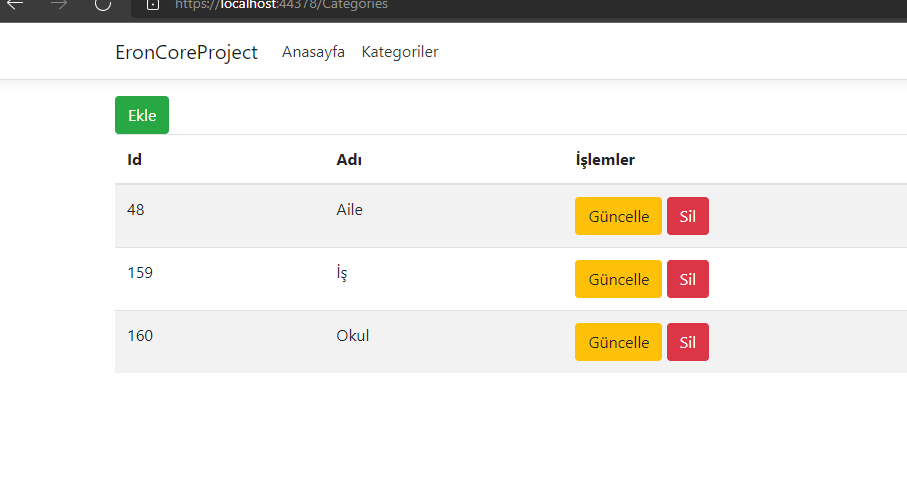 https://localhost:44378/Categories
EronCoreProject Anasayfa Kategoriler
Ekle
Id Adı İşlemler
48 Aile Güncelle Sil
159 İş Güncelle Sil
160 Okul Güncelle Sil